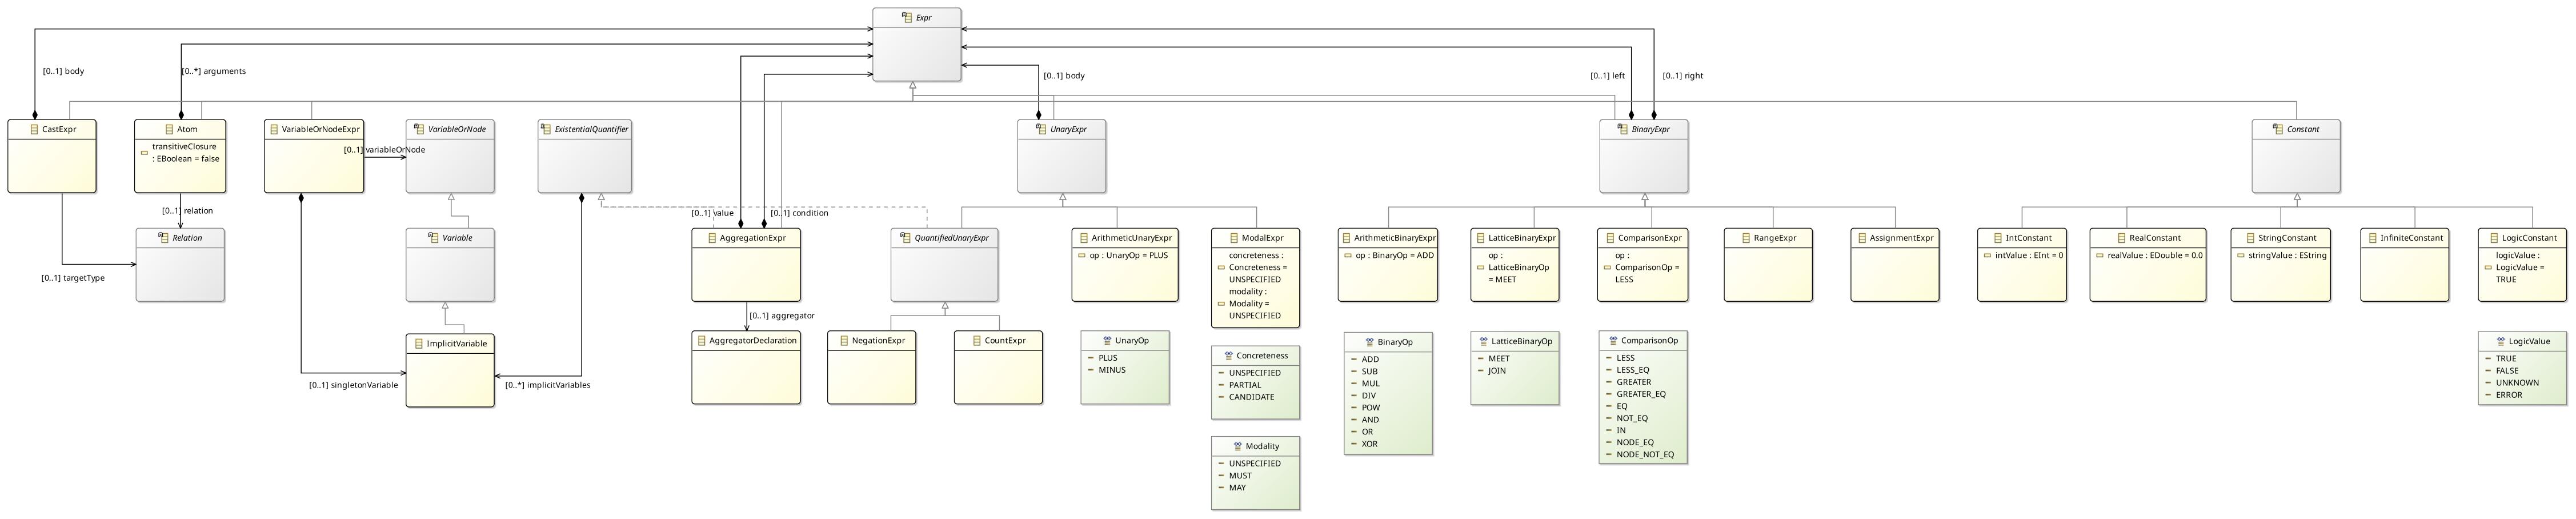 Expr
[0..1] body
[0..*] arguments
[0..1] body
[0..1] left
[0..1] right
CastExpr
Atom
transitiveClosure
: EBoolean = false
VariableOrNodeExpr
VariableOrNode
ExistentialQuantifier
UnaryExpr
BinaryExpr
Constant
[0..1] variableOrNode
[0..1] relation
[0..1] value
[0..1] condition
Relation
Variable
AggregationExpr
QuantifiedUnaryExpr
ArithmeticUnaryExpr
op : UnaryOp = PLUS
ModalExpr
concreteness :
Concreteness =
UNSPECIFIED
modality :
Modality =
UNSPECIFIED
ArithmeticBinaryExpr
op : BinaryOp = ADD
LatticeBinaryExpr
op :
LatticeBinaryOp
= MEET
ComparisonExpr
op :
ComparisonOp =
LESS
RangeExpr
AssignmentExpr
IntConstant
intValue : EInt = 0
RealConstant
realValue : EDouble = 0.0
StringConstant
stringValue : EString
InfiniteConstant
LogicConstant
logicValue :
LogicValue =
TRUE
[0..1] targetType
[0..1] aggregator
ImplicitVariable
AggregatorDeclaration
NegationExpr
CountExpr
[0..1] singletonVariable
[0..*] implicitVariables
UnaryOp
PLUS
MINUS
Concreteness
UNSPECIFIED
PARTIAL
CANDIDATE
Modality
UNSPECIFIED
MUST
MAY
BinaryOp
ADD
SUB
MUL
DIV
POW
AND
OR
XOR
LatticeBinaryOp
MEET
JOIN
ComparisonOp
LESS
LESS_EQ
GREATER
GREATER_EQ
EQ
NOT_EQ
IN
NODE_EQ
NODE_NOT_EQ
LogicValue
TRUE
FALSE
UNKNOWN
ERROR